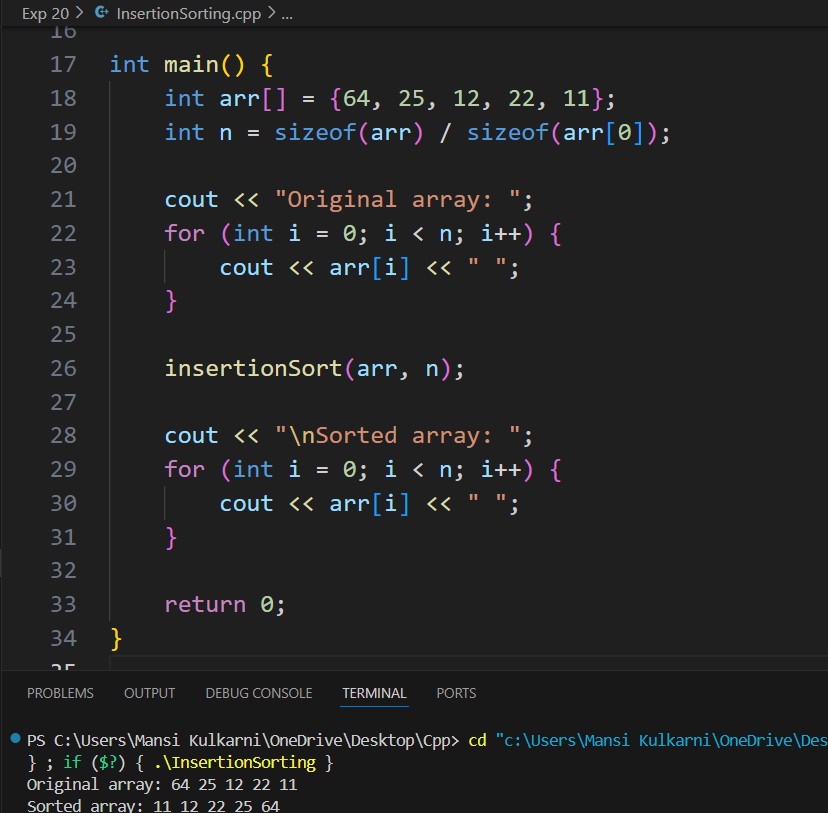 Exp 20 > InsertionSorting.cpp > ...
16
17 int main() {
18     int arr[] = {64, 25, 12, 22, 11};
19     int n = sizeof(arr) / sizeof(arr[0]);
20
21     cout << "Original array: ";
22     for (int i = 0; i < n; i++) {
23         cout << arr[i] << " ";
24     }
25
26     insertionSort(arr, n);
27
28     cout << "\nSorted array: ";
29     for (int i = 0; i < n; i++) {
30         cout << arr[i] << " ";
31     }
32
33     return 0;
34 }
35
PROBLEMS OUTPUT DEBUG CONSOLE TERMINAL PORTS
PS C:\Users\Mansi Kulkarni\OneDrive\Desktop\Cpp> cd "c:\Users\Mansi Kulkarni\OneDrive\Des
} ; if ($?) { .\InsertionSorting }
Original array: 64 25 12 22 11
Sorted array: 11 12 22 25 64